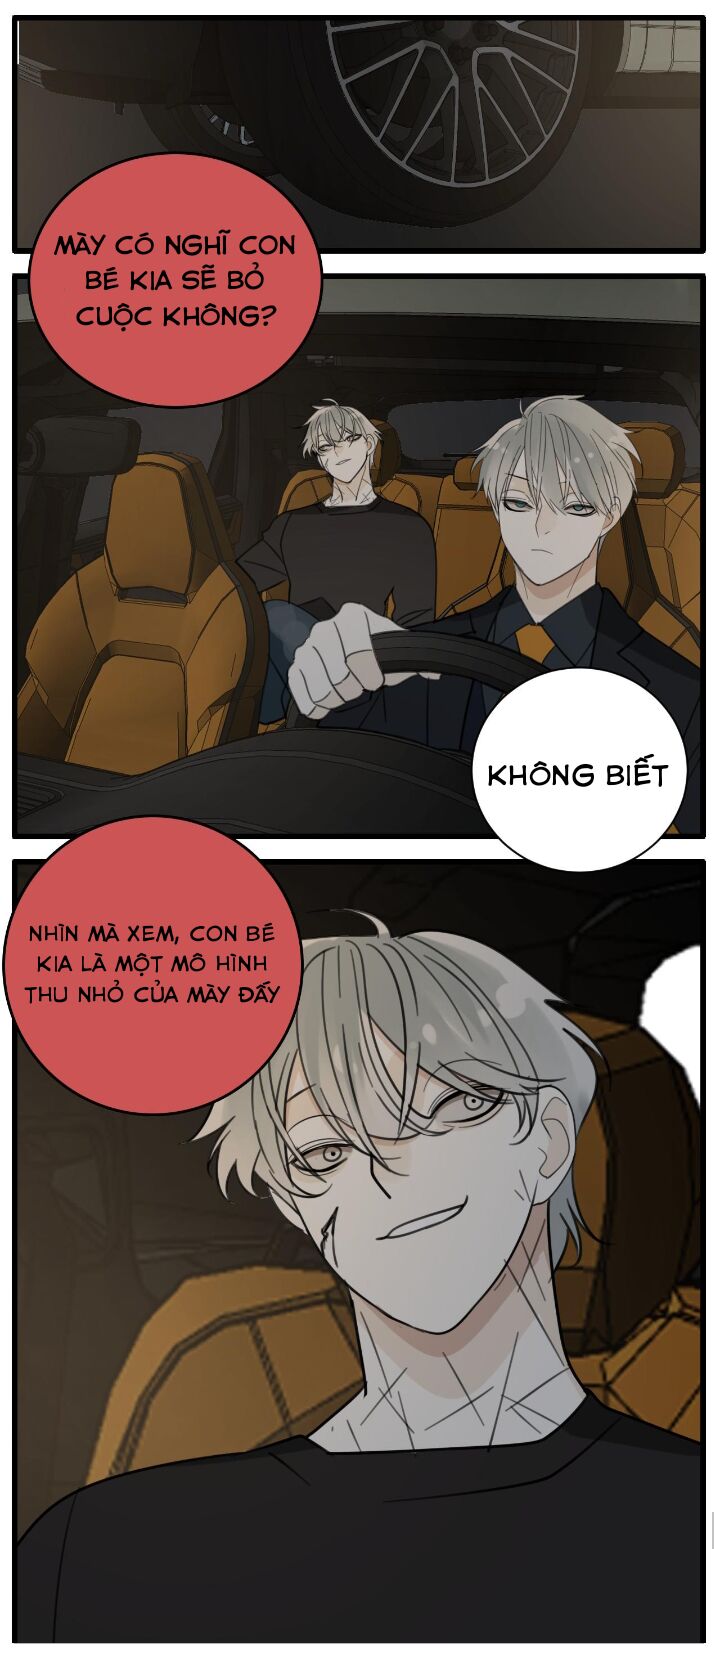 MÀY CÓ NGHĨ CON
BÉ KIA SẼ BỎ
CUỘC KHÔNG?
KHÔNG BIẾT
NHÌN MÀ XEM, CON BÉ
KIA LÀ MỘT MÔ HÌNH
THU NHỎ CỦA MÀY ĐẤY